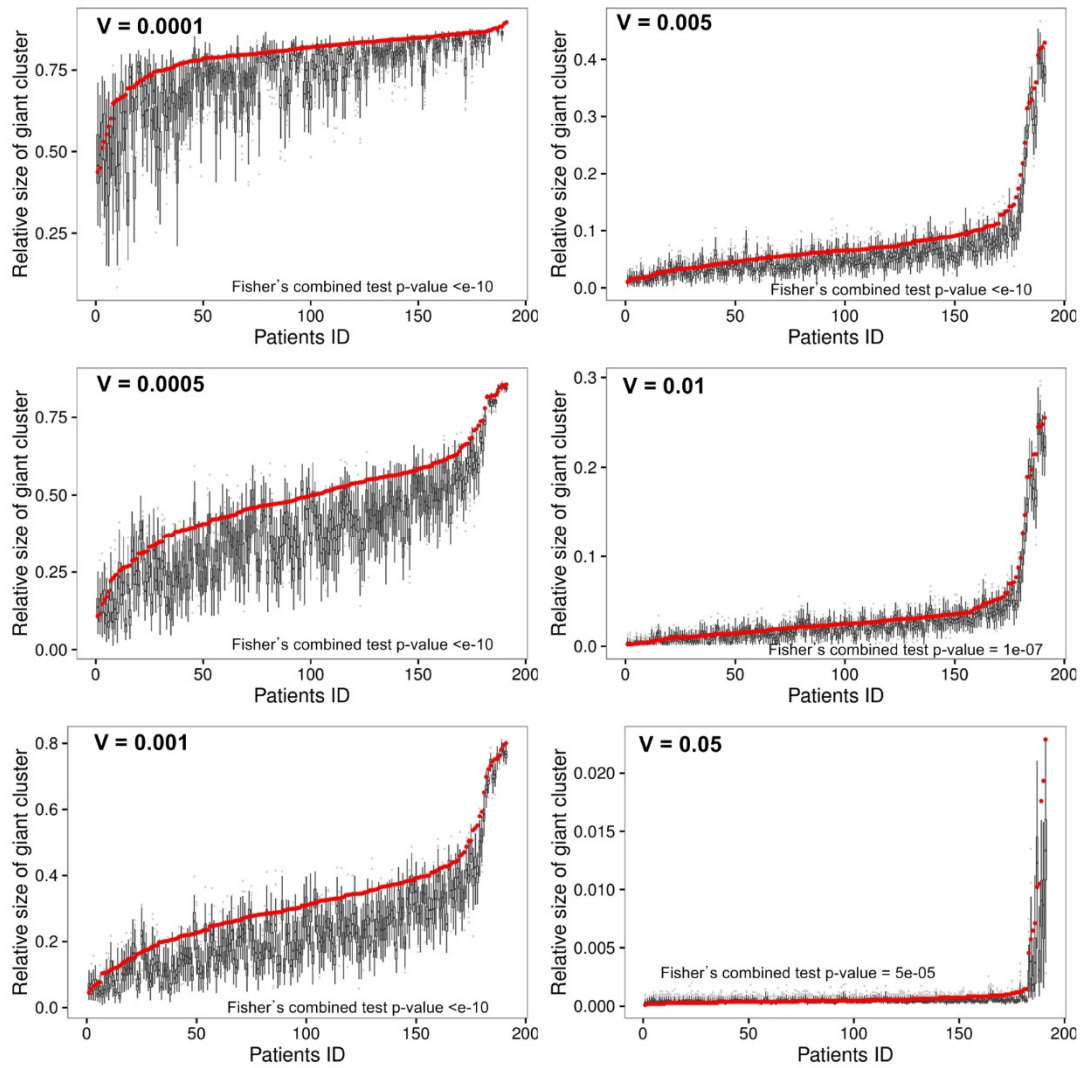 V = 0.0001
Relative size of giant cluster
0.75
0.50
0.25
Fisher's combined test p-value <e-10
0 50 100 150 200
Patients ID
V = 0.005
Relative size of giant cluster
0.4
0.3
0.2
0.1
0.0
Fisher's combined test p-value <e-10
0 50 100 150 200
Patients ID
V = 0.0005
Relative size of giant cluster
0.75
0.50
0.25
0.00
Fisher's combined test p-value <e-10
0 50 100 150 200
Patients ID
V = 0.01
Relative size of giant cluster
0.3
0.2
0.1
0.0
Fisher's combined test p-value = 1e-07
0 50 100 150 200
Patients ID
V = 0.001
Relative size of giant cluster
0.8
0.6
0.4
0.2
0.0
Fisher's combined test p-value <e-10
0 50 100 150 200
Patients ID
V = 0.05
Relative size of giant cluster
0.020
0.015
0.010
0.005
0.000
Fisher's combined test p-value = 5e-05
0 50 100 150 200
Patients ID